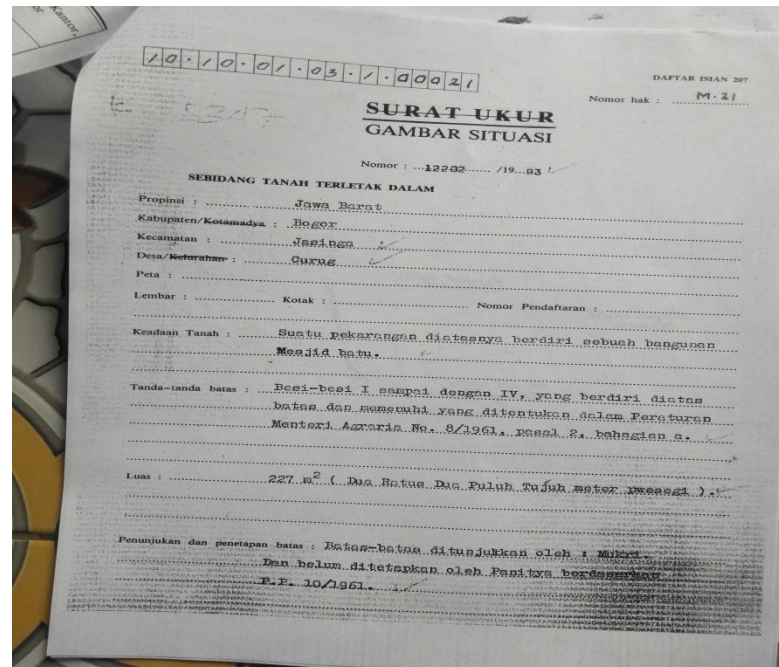 Kantor,
10.10.01.03.1.00021
DAFTAR ISIAN 207
Nomor hak : M.21
SURAT UKUR
GAMBAR SITUASI
Nomor : 12202 /19 93
SEBIDANG TANAH TERLETAK DALAM
Propinsi : Jawa Barat
Kabupaten/Kotamadya : Bogor
Kecamatan : Jasinga
Desa/Kelurahan : Curug
Peta :
Lembar : Kotak : Nomor Pendaftaran :
Keadaan Tanah : Suatu pekarangan diatasnya berdiri sebuah bangunan
Mesjid batu.
Tanda-tanda batas : Besi-besi I sampai dengan IV, yang berdiri diatas
batas dan memenuhi yang ditentukan dalam Peraturan
Menteri Agraria No. 8/1961, pasal 2, bahagian a.
Luas : 227 m² ( Dua Ratus Dua Puluh Tujuh meter pwesegi ).
Penunjukan dan penetapan batas : Batas-batas ditunjukkan oleh :
Dan belum ditetapkan oleh Panitya berdasarkan
P.P. 10/1961.